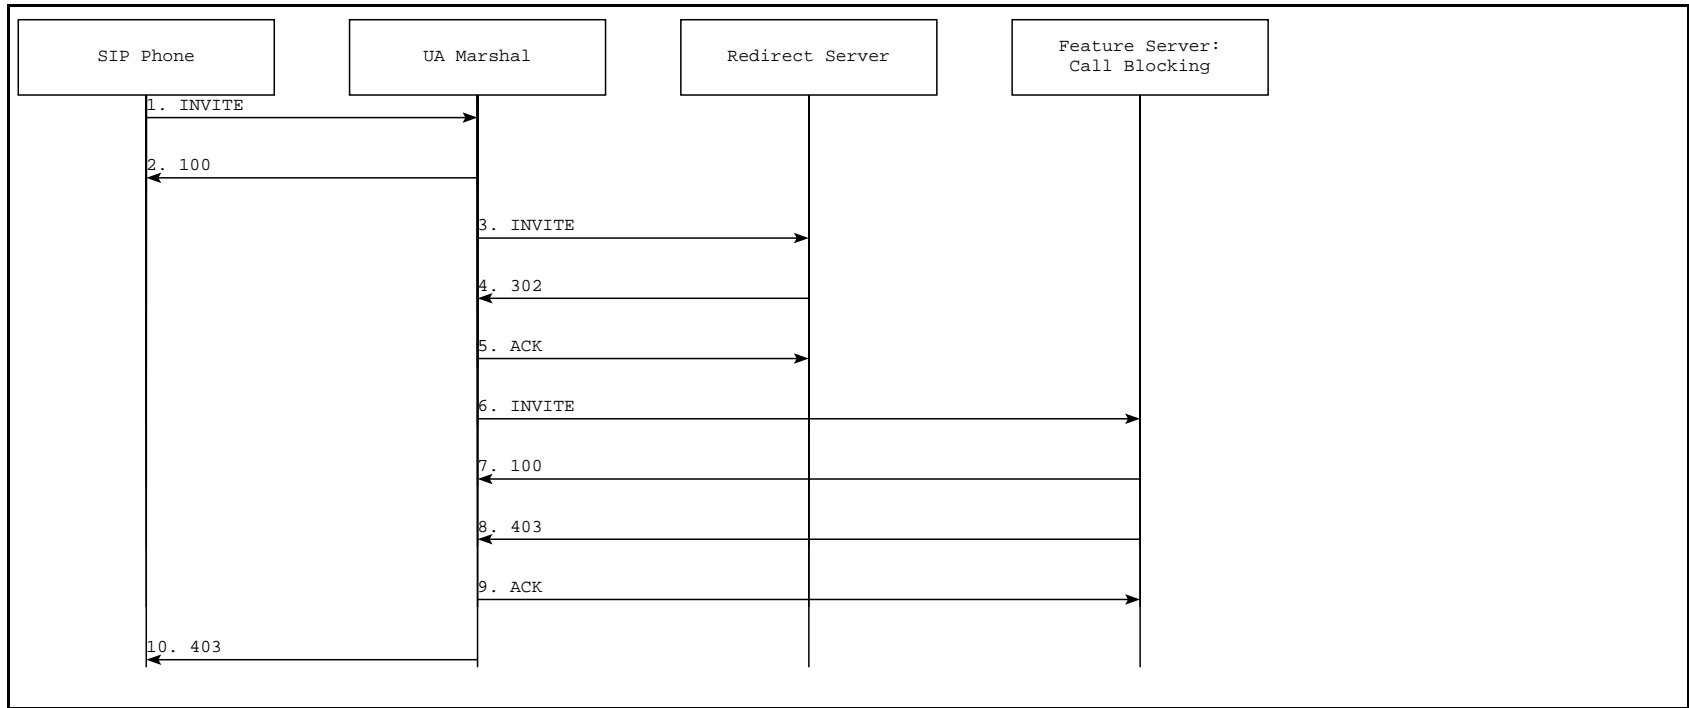 SIP Phone
UA Marshal
Redirect Server
Feature Server:
Call Blocking
1. INVITE
2. 100
3. INVITE
4. 302
5. ACK
6. INVITE
7. 100
8. 403
9. ACK
10. 403